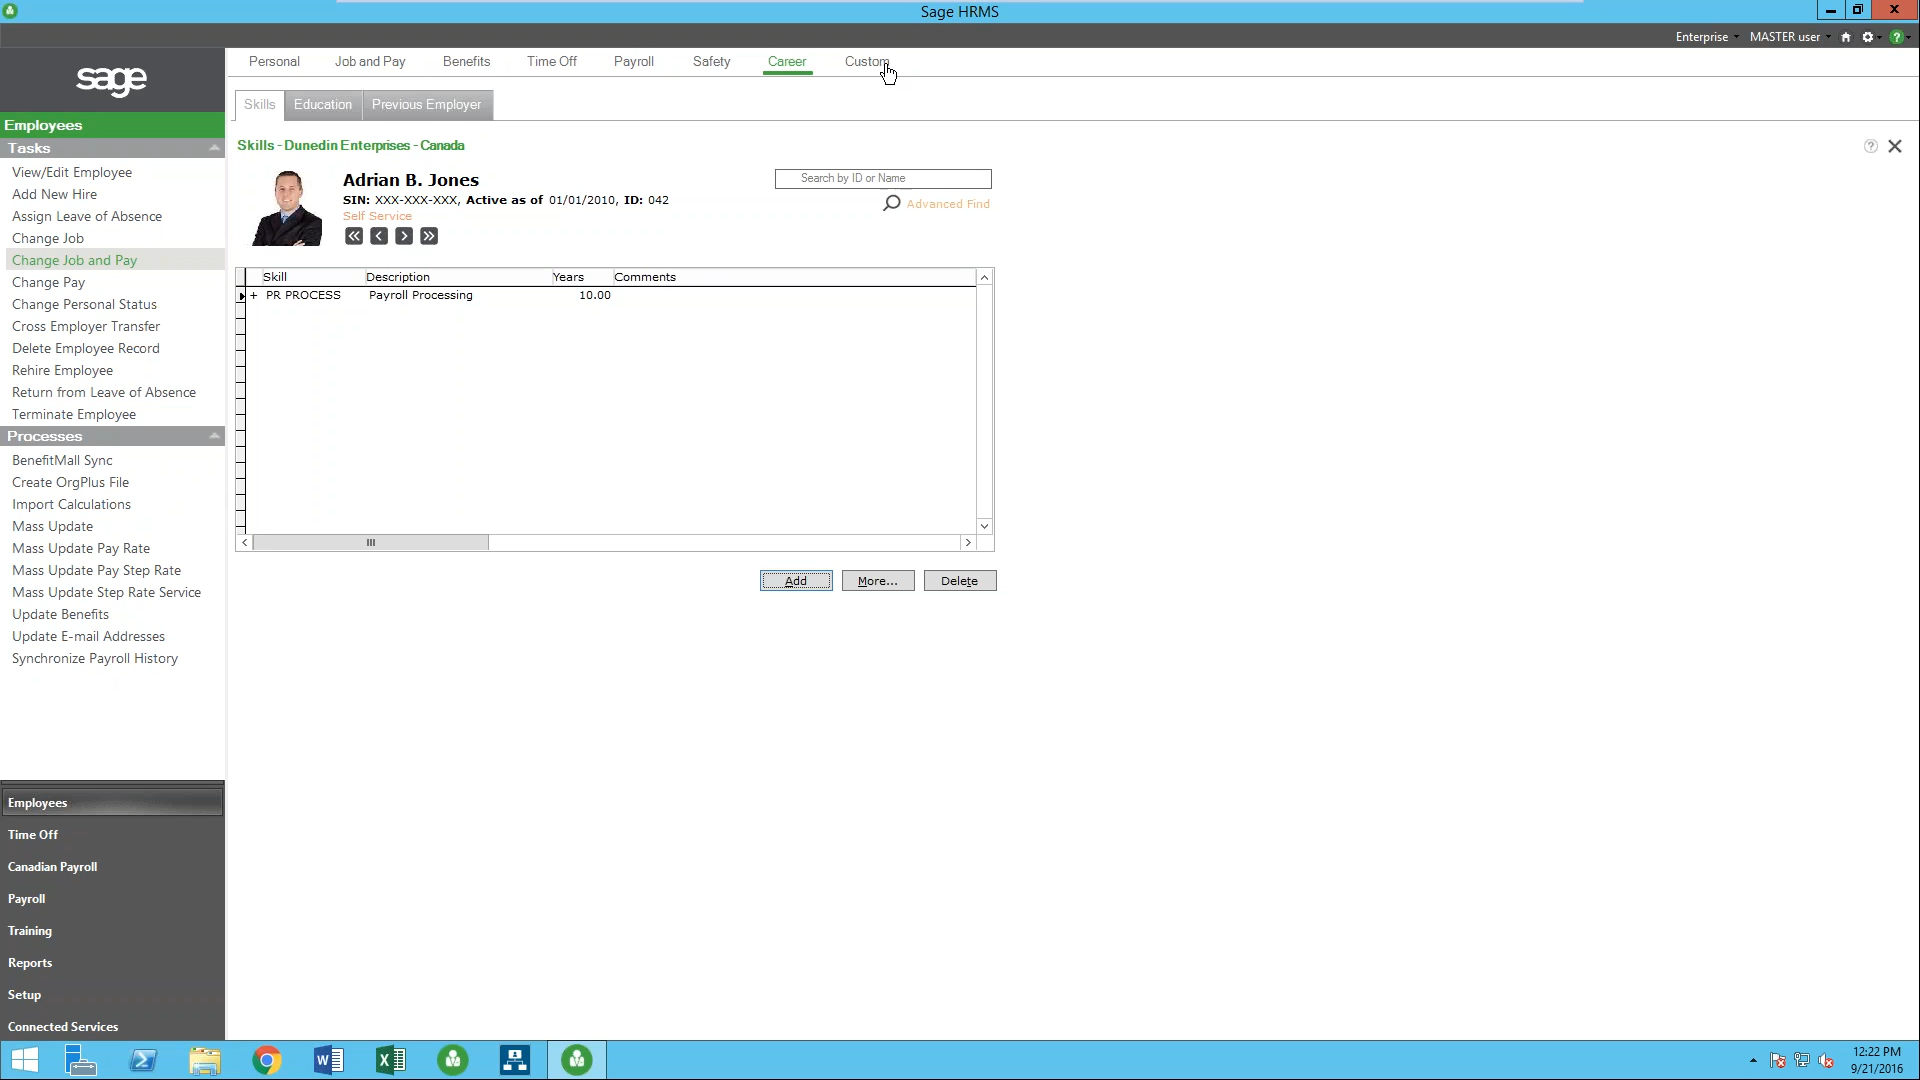 Sage HRMS
Enterprise MASTER user
sage
Personal Job and Pay Benefits Time Off Payroll Safety Career Custom
Skills Education Previous Employer
Employees
Tasks
View/Edit Employee
Add New Hire
Assign Leave of Absence
Change Job
Change Job and Pay
Change Pay
Change Personal Status
Cross Employer Transfer
Delete Employee Record
Rehire Employee
Return from Leave of Absence
Terminate Employee
Processes
BenefitMall Sync
Create OrgPlus File
Import Calculations
Mass Update
Mass Update Pay Rate
Mass Update Pay Step Rate
Mass Update Step Rate Service
Update Benefits
Update E-mail Addresses
Synchronize Payroll History
Employees
Time Off
Canadian Payroll
Payroll
Training
Reports
Setup
Connected Services
Skills - Dunedin Enterprises - Canada
Adrian B. Jones
SIN: XXX-XXX-XXX, Active as of 01/01/2010, ID: 042
Self Service
Search by ID or Name
Advanced Find
Skill Description Years Comments
+ PR PROCESS Payroll Processing 10.00
Add More... Delete
12:22 PM
9/21/2016